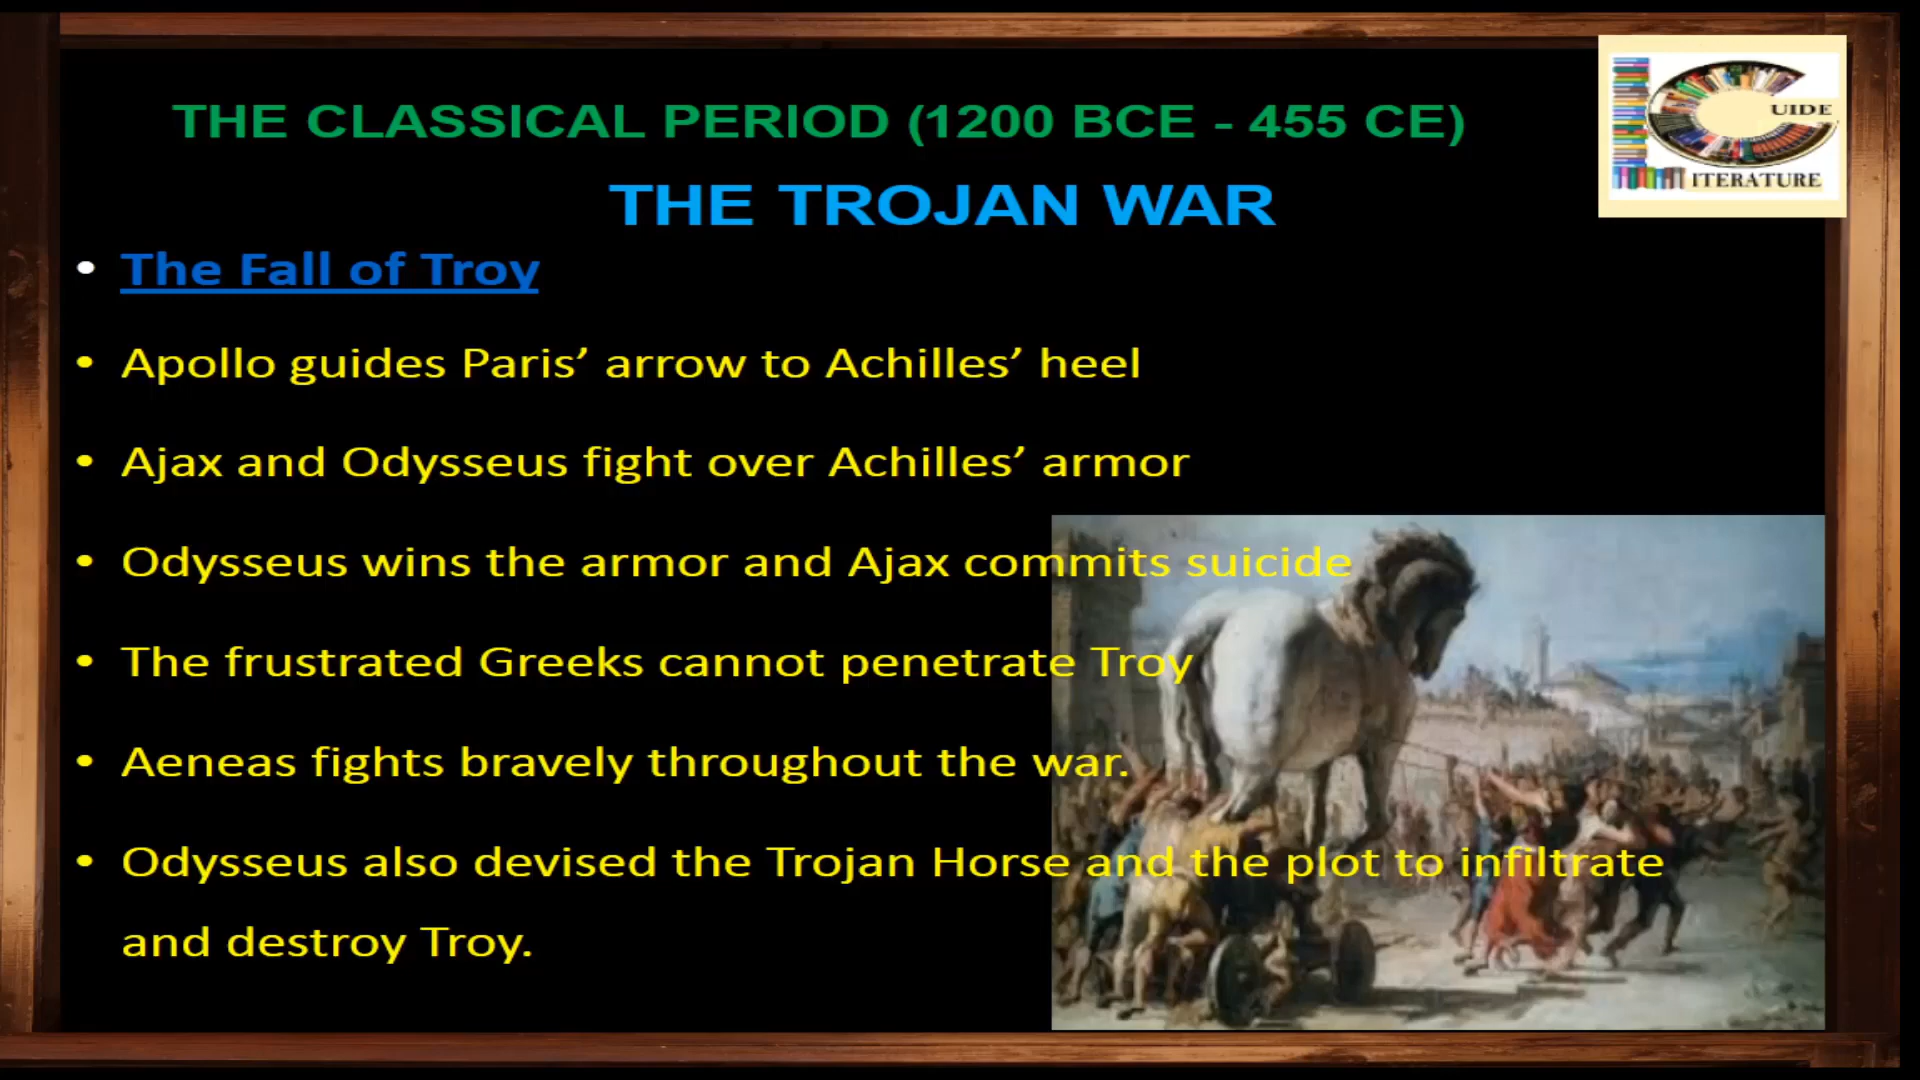 THE CLASSICAL PERIOD (1200 BCE - 455 CE)
UIDE
ITERATURE
THE TROJAN WAR
• The Fall of Troy
• Apollo guides Paris’ arrow to Achilles’ heel
• Ajax and Odysseus fight over Achilles’ armor
• Odysseus wins the armor and Ajax commits suicide
• The frustrated Greeks cannot penetrate Troy
• Aeneas fights bravely throughout the war.
• Odysseus also devised the Trojan Horse and the plot to infiltrate
and destroy Troy.